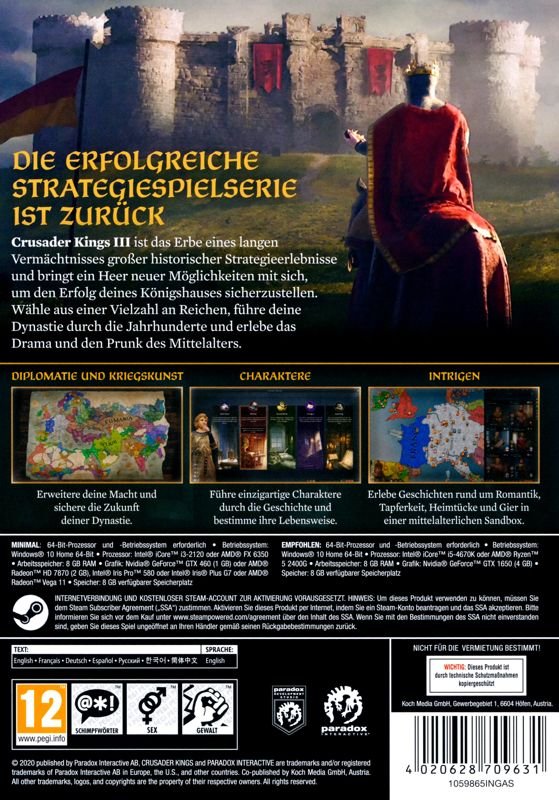 DIE ERFOLGREICHE
STRATEGIESPIELSERIE
IST ZURÜCK
Crusader Kings III ist das Erbe eines langen
Vermächtnisses großer historischer Strategieerlebnisse
und bringt ein Heer neuer Möglichkeiten mit sich,
um den Erfolg deines Königshauses sicherzustellen.
Wähle aus einer Vielzahl an Reichen, führe deine
Dynastie durch die Jahrhunderte und erlebe das
Drama und den Prunk des Mittelalters.
DIPLOMATIE UND KRIEGSKUNST
CHARAKTERE
INTRIGEN
Erweitere deine Macht und
sichere die Zukunft
deiner Dynastie.
Führe einzigartige Charaktere
durch die Geschichte und
bestimme ihre Lebensweise.
Erlebe Geschichten rund um Romantik,
Tapferkeit, Heimtücke und Gier in
einer mittelalterlichen Sandbox.
MINIMAL: 64-Bit-Prozessor und -Betriebssystem erforderlich • Betriebssystem:
Windows® 10 Home 64-Bit • Prozessor: Intel® iCore™ i3-2120 oder AMD® FX 6350
• Arbeitsspeicher: 8 GB RAM • Grafik: Nvidia® GeForce™ GTX 460 (1 GB) oder AMD®
Radeon™ HD 7870 (2 GB), Intel® Iris Pro™ 580 oder Intel® Iris® Plus G7 oder AMD®
Radeon™ Vega 11 • Speicher: 8 GB verfügbarer Speicherplatz
EMPFOHLEN: 64-Bit-Prozessor und -Betriebssystem erforderlich • Betriebssystem:
Windows® 10 Home 64-Bit • Prozessor: Intel® iCore™ i5-4670K oder AMD® Ryzen™
5 2400G • Arbeitsspeicher: 8 GB RAM • Grafik: Nvidia® GeForce™ GTX 1650 (4 GB) •
Speicher: 8 GB verfügbarer Speicherplatz
INTERNETVERBINDUNG UND KOSTENLOSER STEAM-ACCOUNT ZUR AKTIVIERUNG VORAUSGESETZT. HINWEIS: Um dieses Produkt verwenden zu können, müssen Sie
dem Steam Subscriber Agreement („SSA") zustimmen. Aktivieren Sie dieses Produkt per Internet, indem Sie ein Steam-Konto beantragen und das SSA akzeptieren. Bitte
informieren Sie sich vor dem Kauf unter www.steampowered.com/agreement über den Inhalt des SSA. Wenn Sie mit den Bestimmungen des SSA nicht einverstanden
sind, geben Sie dieses Spiel ungeöffnet an Ihren Händler gemäß seinen Rückgabebestimmungen zurück.
TEXT:
English • Français • Deutsch • Español • Русский • 한국어 • 简体中文
SPRACHE:
English
NICHT FÜR DIE VERMIETUNG BESTIMMT!
WICHTIG: Dieses Produkt ist
durch technische Schutzmaßnahmen
kopiergeschützt
Koch Media GmbH, Gewerbegebiet 1, 6604 Höfen, Austria.
12
www.pegi.info
SCHIMPFWÖRTER
SEX
GEWALT
paradox
DEVELOPMENT
STUDIO
paradox
INTERACTIVE
© 2020 published by Paradox Interactive AB, CRUSADER KINGS and PARADOX INTERACTIVE are trademarks and/or registered
trademarks of Paradox Interactive AB in Europe, the U.S., and other countries. Co-published by Koch Media GmbH, Austria.
All other trademarks, logos, and copyrights are the property of their respective owners. All rights reserved.
4 020628 709631
1059865INGAS